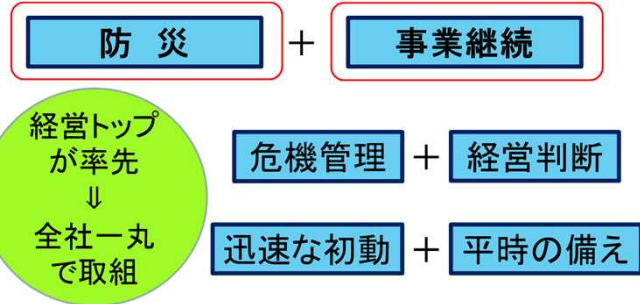 防 災 + 事業継続
経営トップ
が率先
⇓
全社一丸
で取組
危機管理 + 経営判断
迅速な初動 + 平時の備え